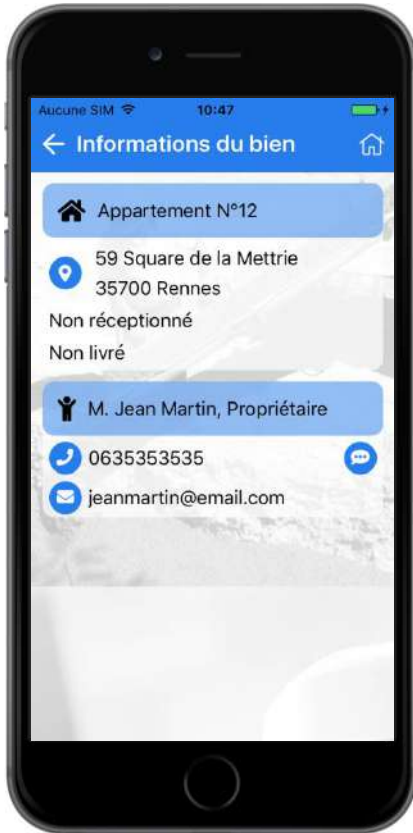 Aucune SIM 10:47
Informations du bien
Appartement N°12
59 Square de la Mettrie
35700 Rennes
Non réceptionné
Non livré
M. Jean Martin, Propriétaire
0635353535
jeanmartin@email.com